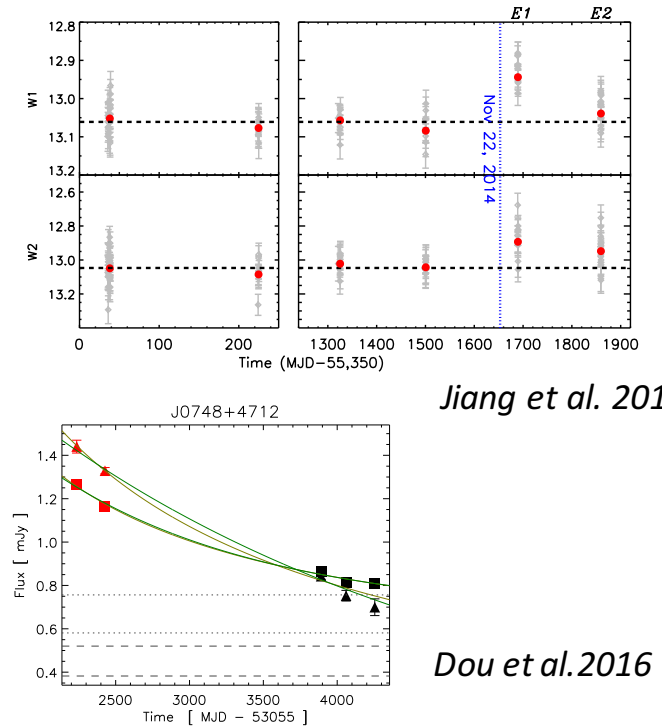 E1 E2
12.8
12.9
13.0
13.1
13.2
W1
Nov 22, 2014
12.6
12.8
13.0
13.2
W2
0 100 200 1300 1400 1500 1600 1700 1800 1900
Time (MJD-55,350)
Jiang et al. 201
J0748+4712
1.4
1.2
1.0
0.8
0.6
0.4
Flux [ mJy ]
2500 3000 3500 4000
Time [ MJD - 53055 ]
Dou et al.2016